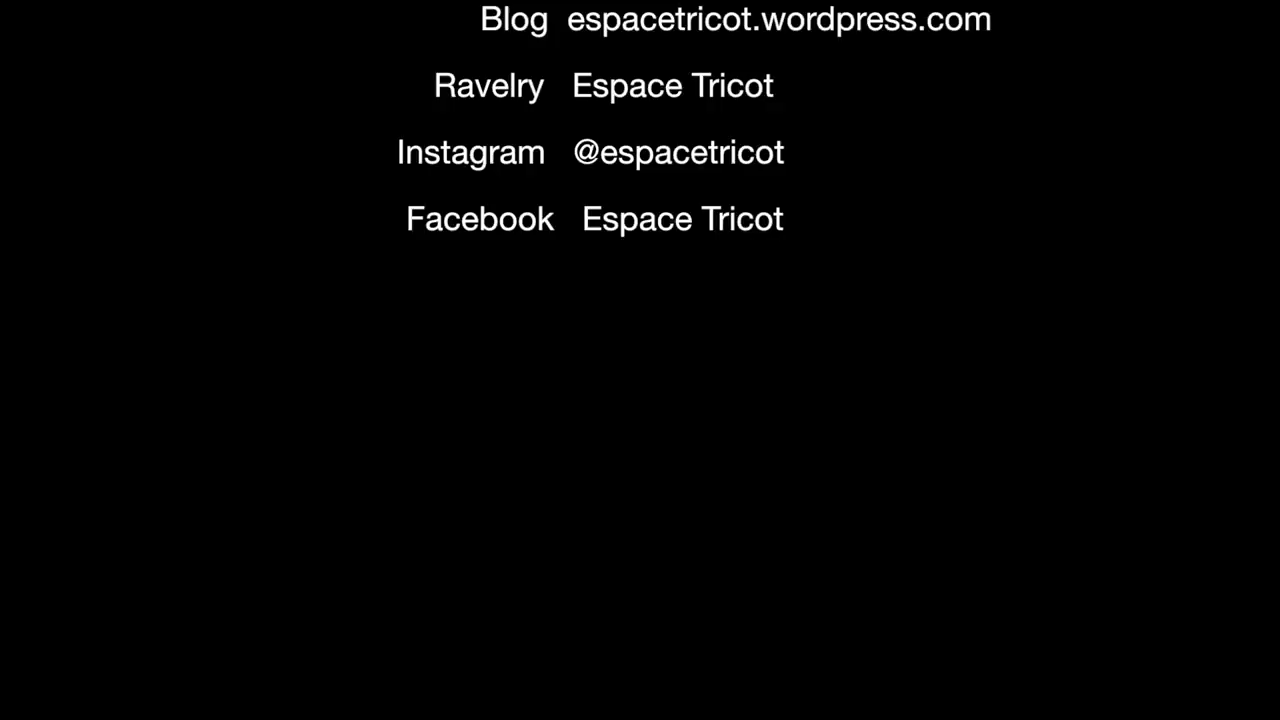 Blog espacetricot.wordpress.com
Ravelry Espace Tricot
Instagram @espacetricot
Facebook Espace Tricot